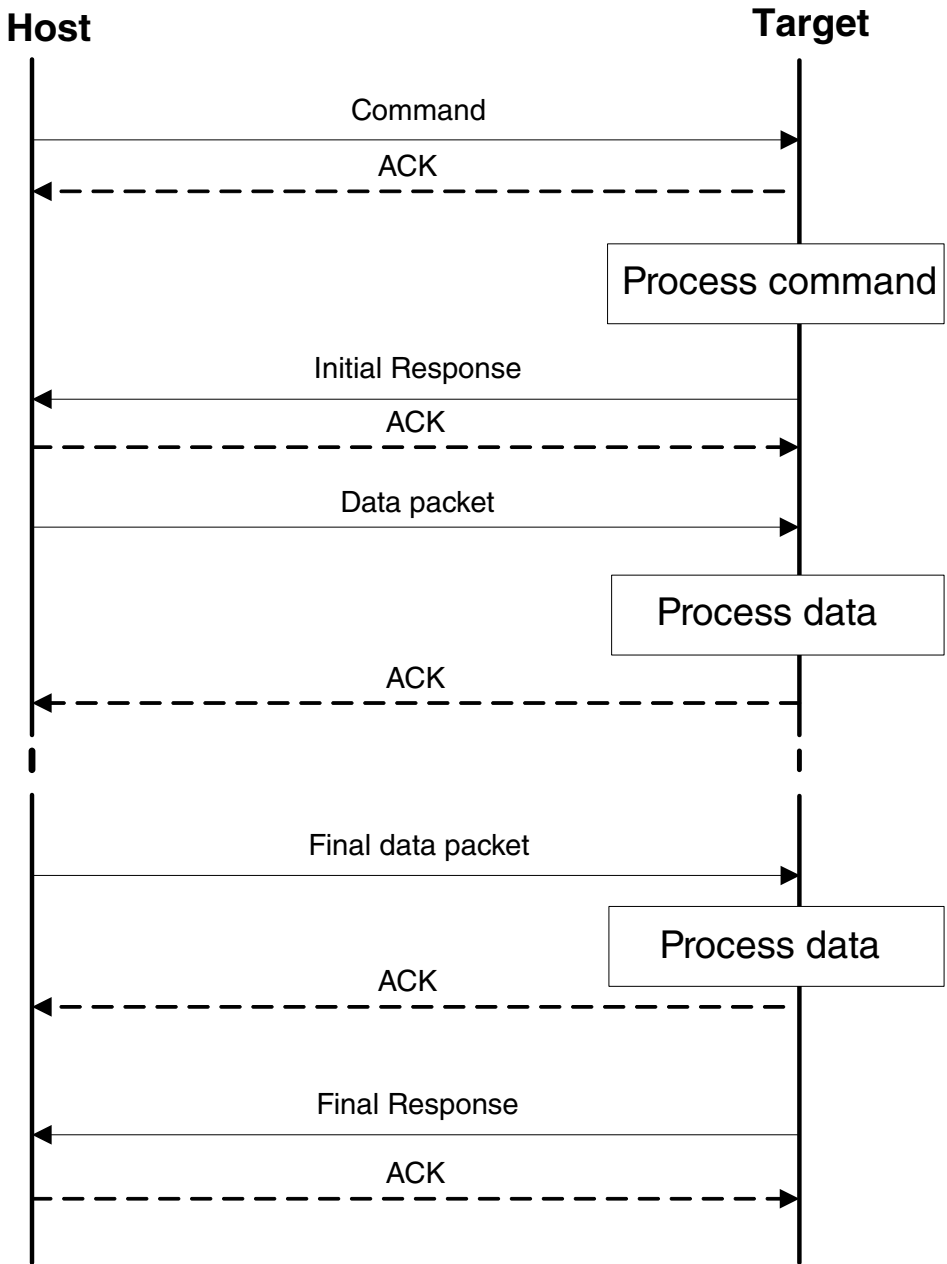 Host
Target
Command
ACK
Process command
Initial Response
ACK
Data packet
Process data
ACK
Final data packet
Process data
ACK
Final Response
ACK